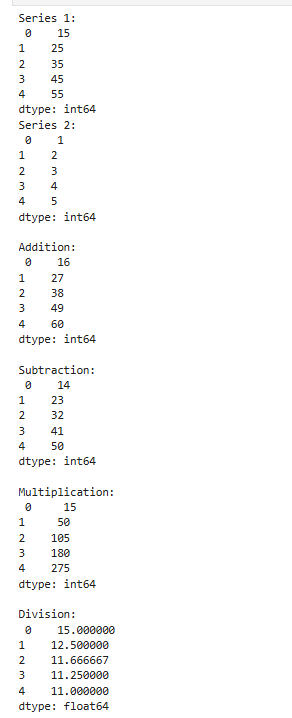 Series 1:
 0    15
1    25
2    35
3    45
4    55
dtype: int64
Series 2:
 0    1
1    2
2    3
3    4
4    5
dtype: int64

Addition:
 0    16
1    27
2    38
3    49
4    60
dtype: int64

Subtraction:
 0    14
1    23
2    32
3    41
4    50
dtype: int64

Multiplication:
 0     15
1     50
2    105
3    180
4    275
dtype: int64

Division:
 0    15.000000
1    12.500000
2    11.666667
3    11.250000
4    11.000000
dtype: float64